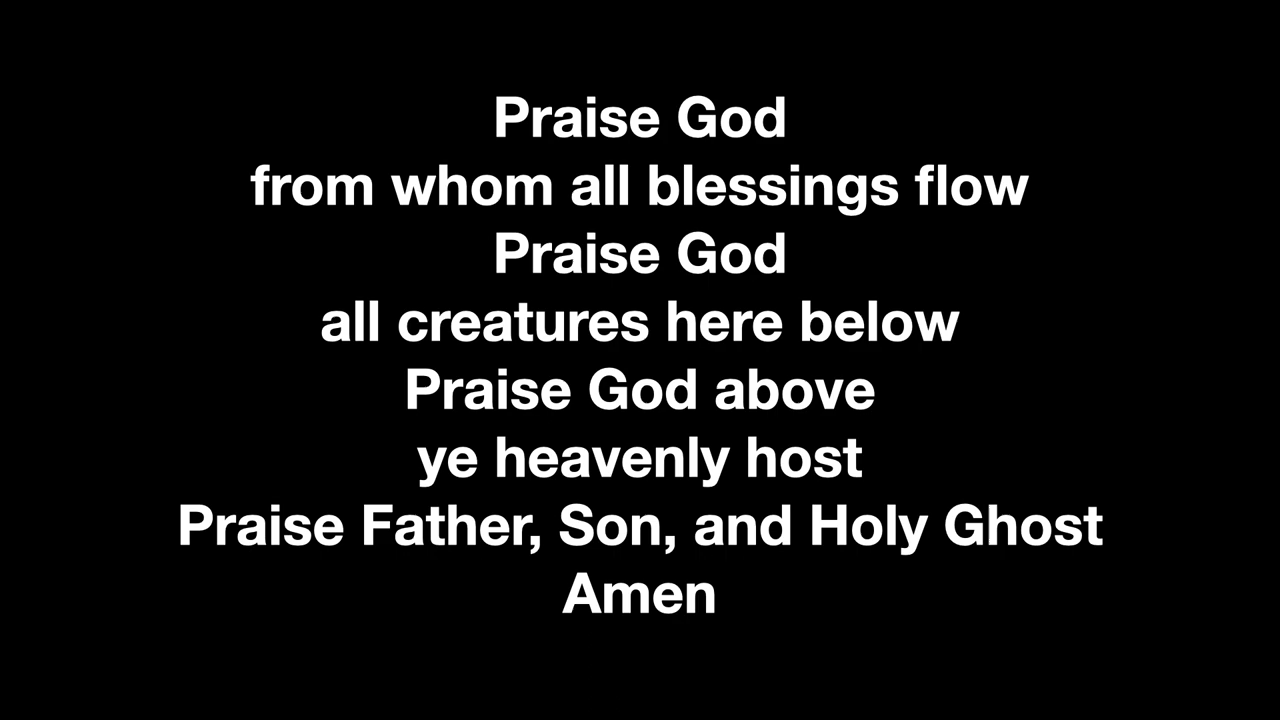 Praise God
from whom all blessings flow
Praise God
all creatures here below
Praise God above
ye heavenly host
Praise Father, Son, and Holy Ghost
Amen